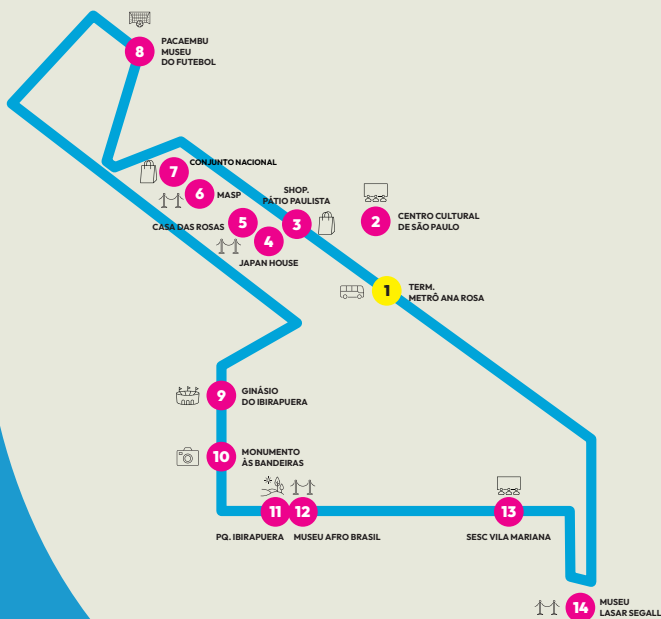 8
PACAEMBU
MUSEU
DO FUTEBOL
7
CONJUNTO NACIONAL
6
MASP
SHOP.
PÁTIO PAULISTA
3
5
CASA DAS ROSAS
4
JAPAN HOUSE
2
CENTRO CULTURAL
DE SÃO PAULO
1
TERM.
METRÔ ANA ROSA
9
GINÁSIO
DO IBIRAPUERA
10
MONUMENTO
ÀS BANDEIRAS
11
PQ. IBIRAPUERA
12
MUSEU AFRO BRASIL
13
SESC VILA MARIANA
14
MUSEU
LASAR SEGALL